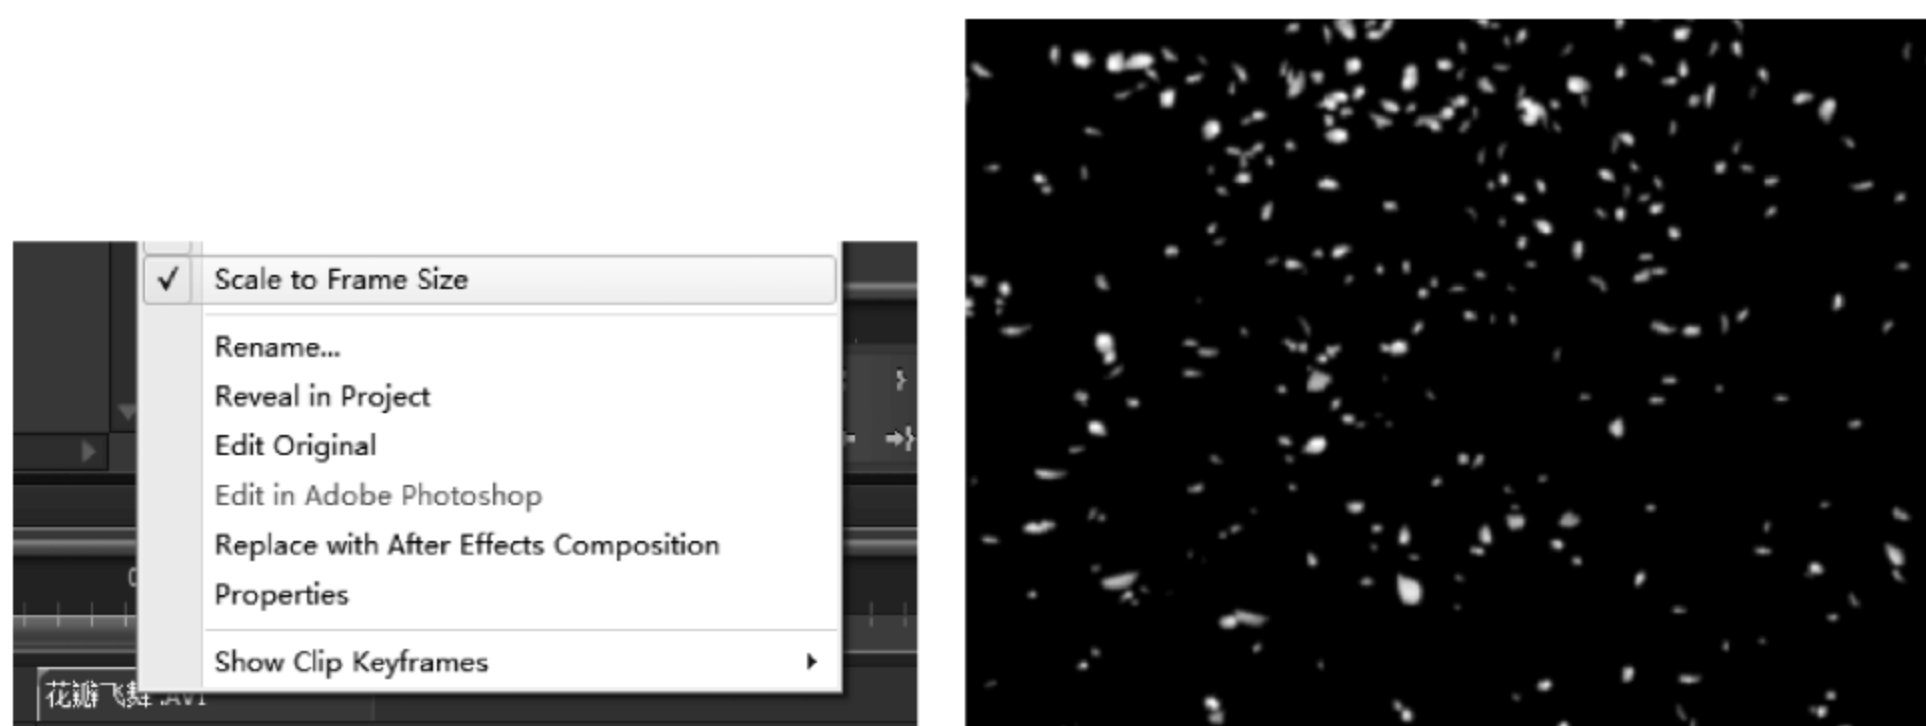 Scale to Frame Size
Rename...
Reveal in Project
Edit Original
Edit in Adobe Photoshop
Replace with After Effects Composition
Properties
Show Clip Keyframes
花瓣飞舞.AVI